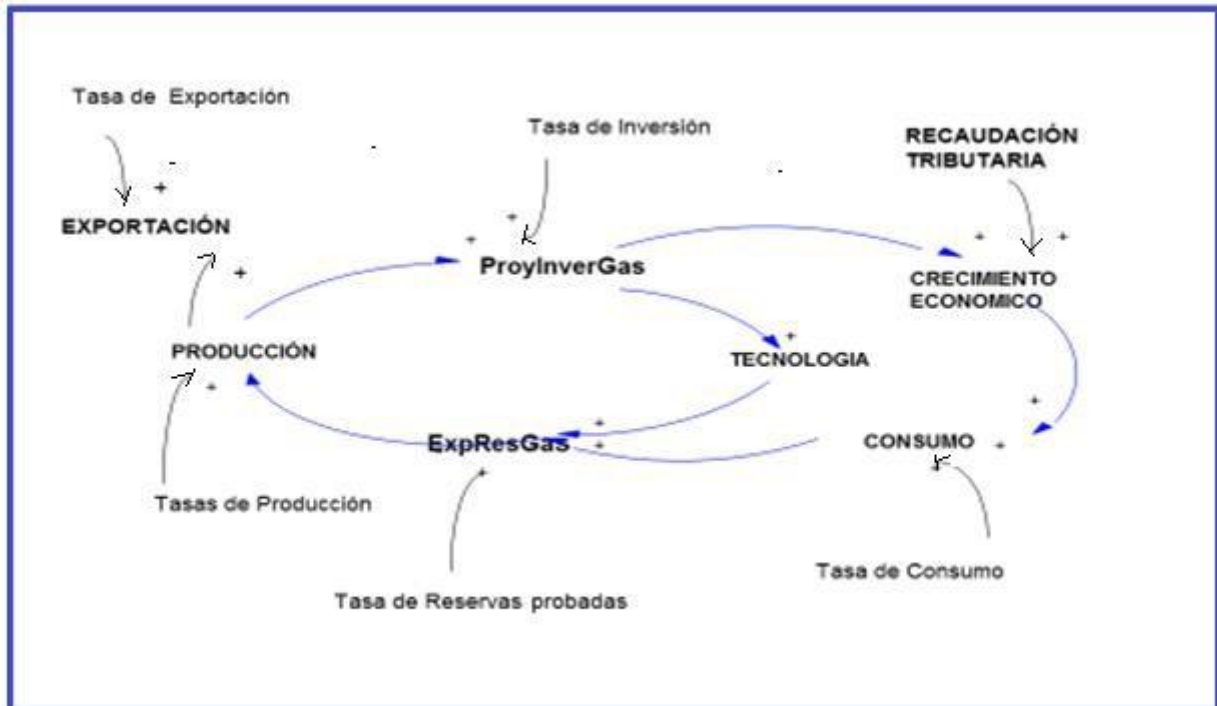 Tasa de Exportación
Tasa de Inversión
RECAUDACIÓN
TRIBUTARIA
+
+
EXPORTACIÓN
+
+
+
+
ProyInverGas
+
CRECIMIENTO
ECONOMICO
+
PRODUCCIÓN
TECNOLOGIA
+
+
+
ExpResGas
+
CONSUMO
+
+
+
Tasas de Producción
Tasa de Consumo
Tasa de Reservas probadas